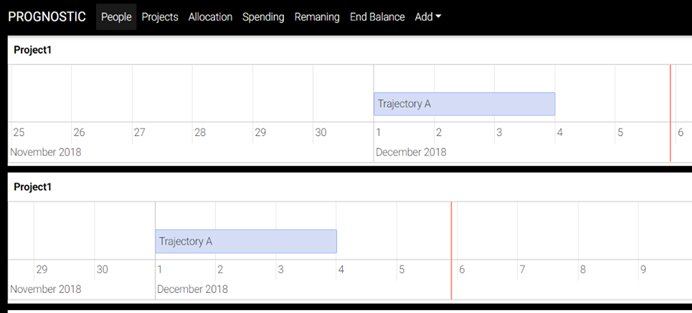 PROGNOSTIC People Projects Allocation Spending Remaning End Balance Add
Project1
Trajectory A
25 26 27 28 29 30 1 2 3 4 5 6
November 2018 December 2018
Project1
Trajectory A
29 30 1 2 3 4 5 6 7 8 9
November 2018 December 2018